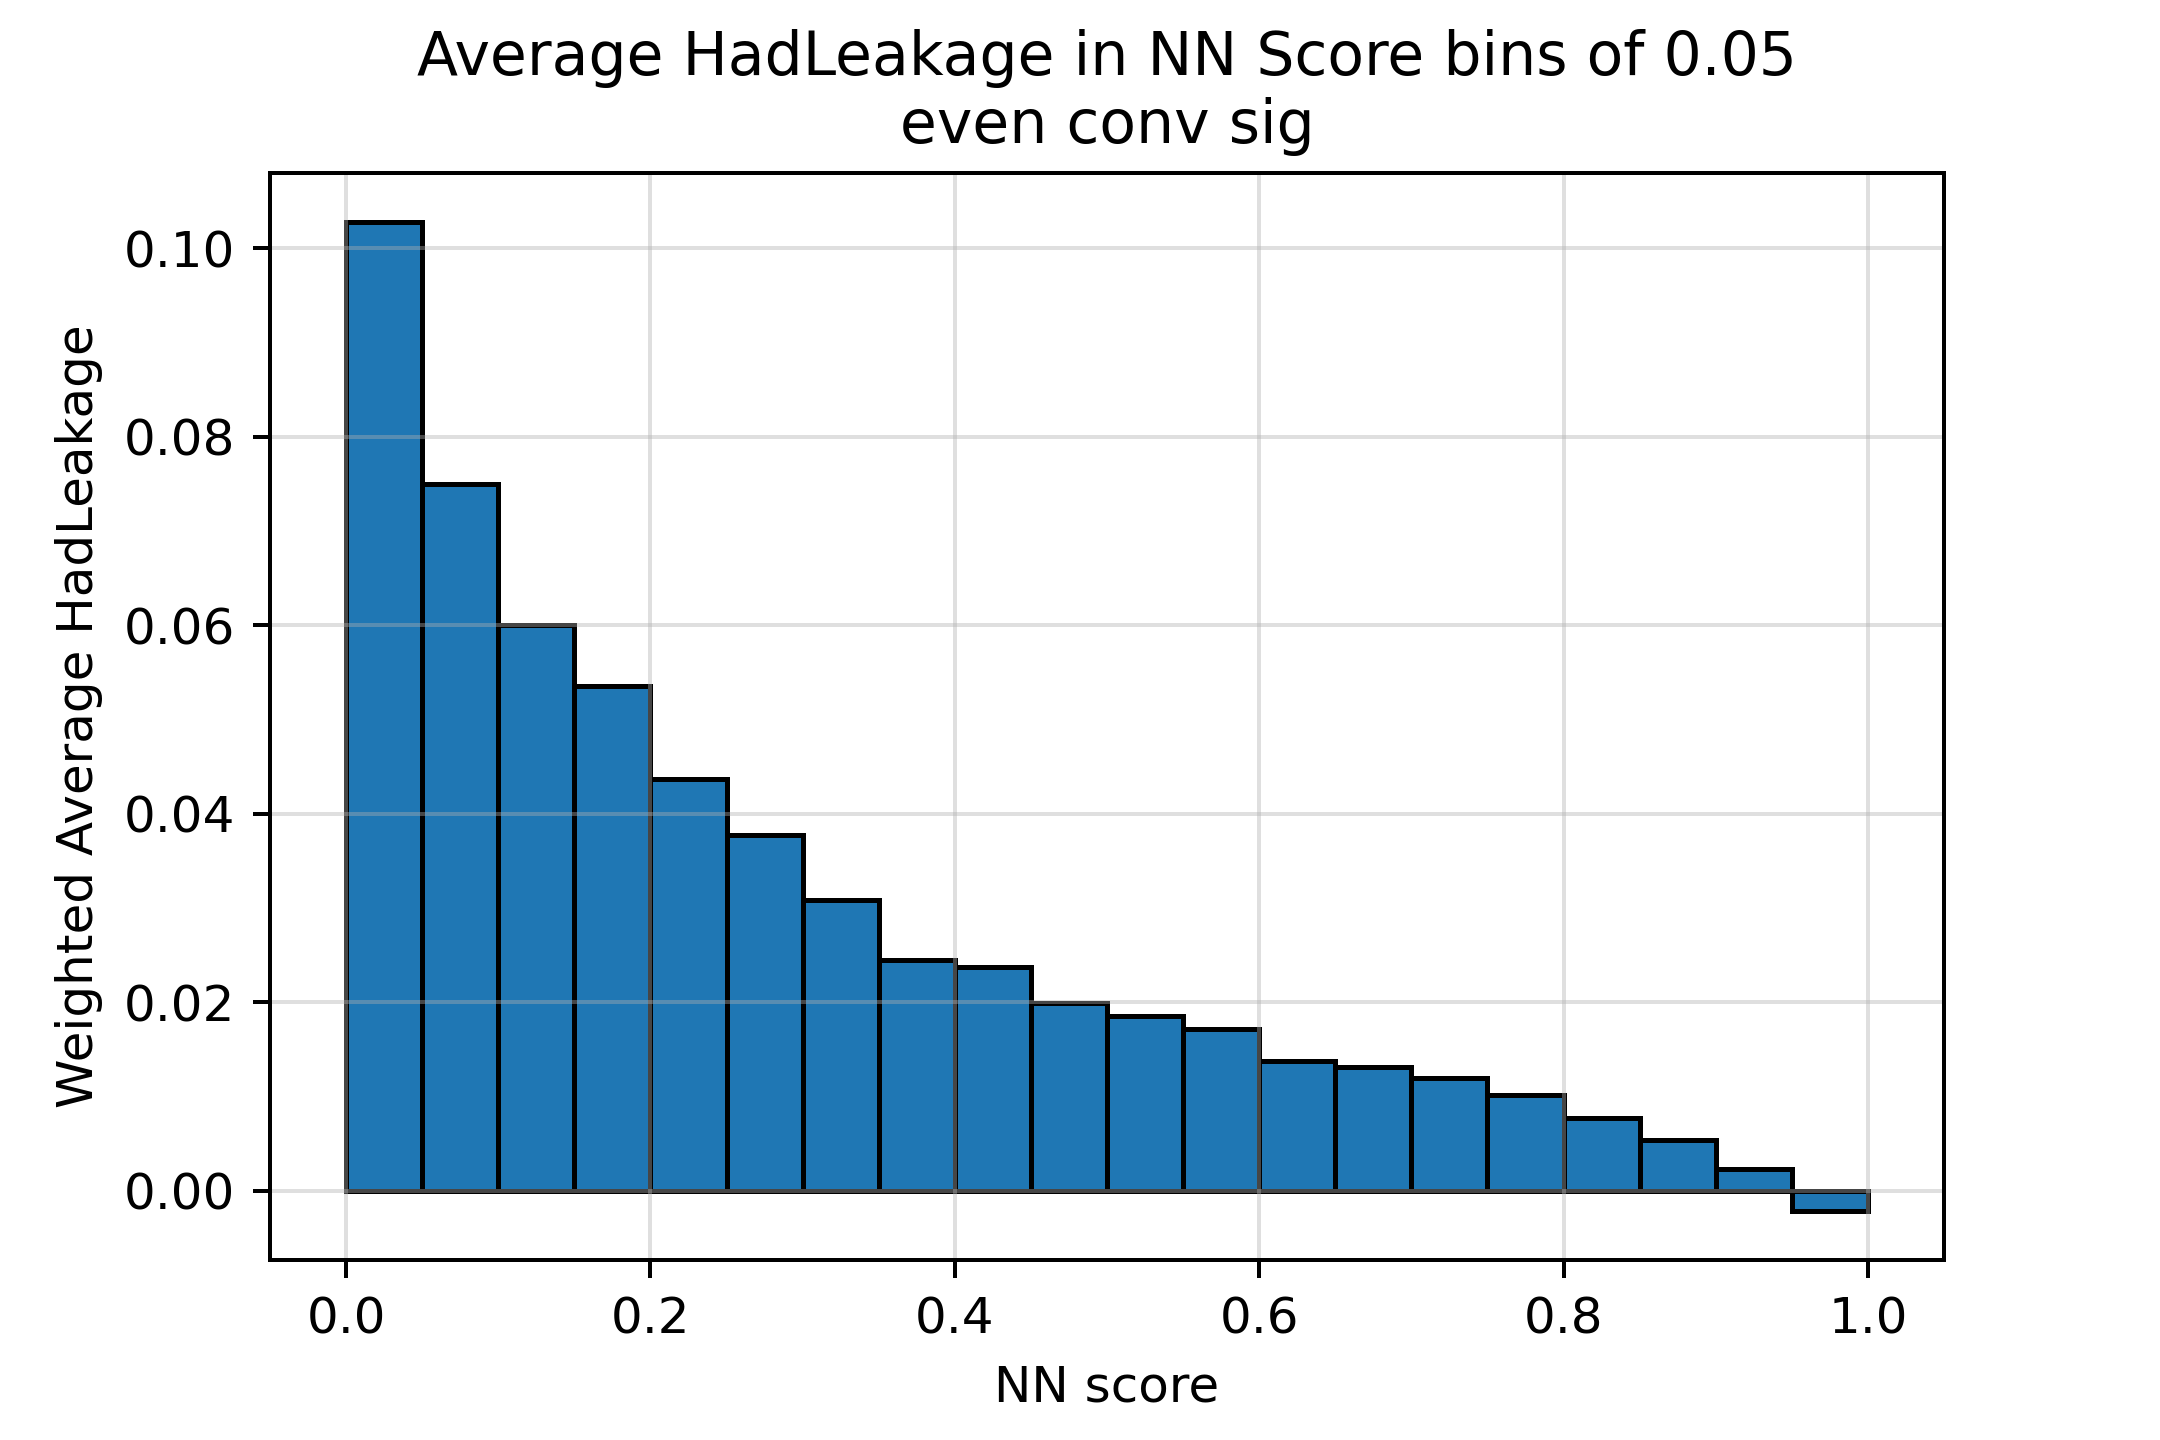 Average HadLeakage in NN Score bins of 0.05
even conv sig
Weighted Average HadLeakage
0.10
0.08
0.06
0.04
0.02
0.00
0.0 0.2 0.4 0.6 0.8 1.0
NN score